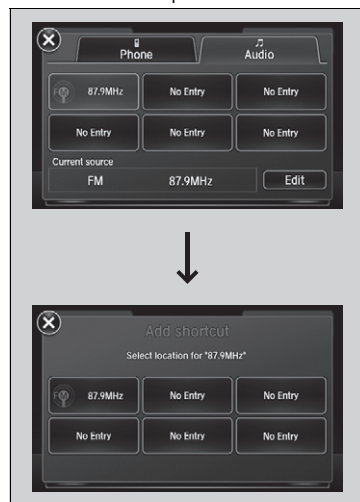 Phone Audio
FM 87.9MHz No Entry No Entry
No Entry No Entry No Entry
Current source
FM 87.9MHz Edit
Add shortcut
Select location for "87.9MHz"
FM 87.9MHz No Entry No Entry
No Entry No Entry No Entry